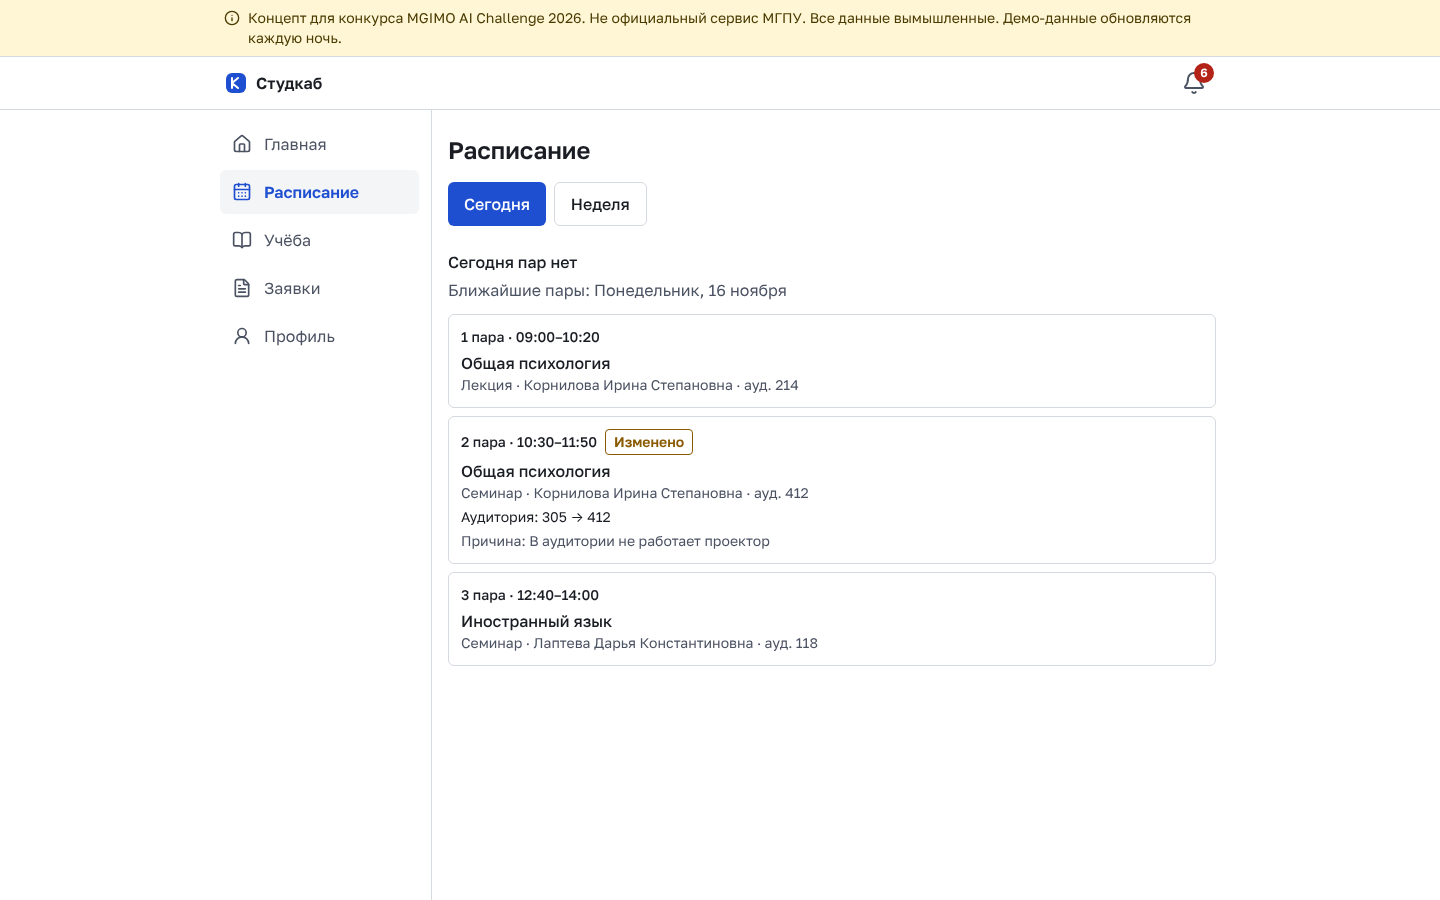 Концепт для конкурса MGIMO AI Challenge 2026. Не официальный сервис МГПУ. Все данные вымышленные. Демо-данные обновляются
каждую ночь.
Студкаб
6
Главная
Расписание
Учёба
Заявки
Профиль
Расписание
Сегодня
Неделя
Сегодня пар нет
Ближайшие пары: Понедельник, 16 ноября
1 пара · 09:00–10:20
Общая психология
Лекция · Корнилова Ирина Степановна · ауд. 214
2 пара · 10:30–11:50 Изменено
Общая психология
Семинар · Корнилова Ирина Степановна · ауд. 412
Аудитория: 305 → 412
Причина: В аудитории не работает проектор
3 пара · 12:40–14:00
Иностранный язык
Семинар · Лаптева Дарья Константиновна · ауд. 118